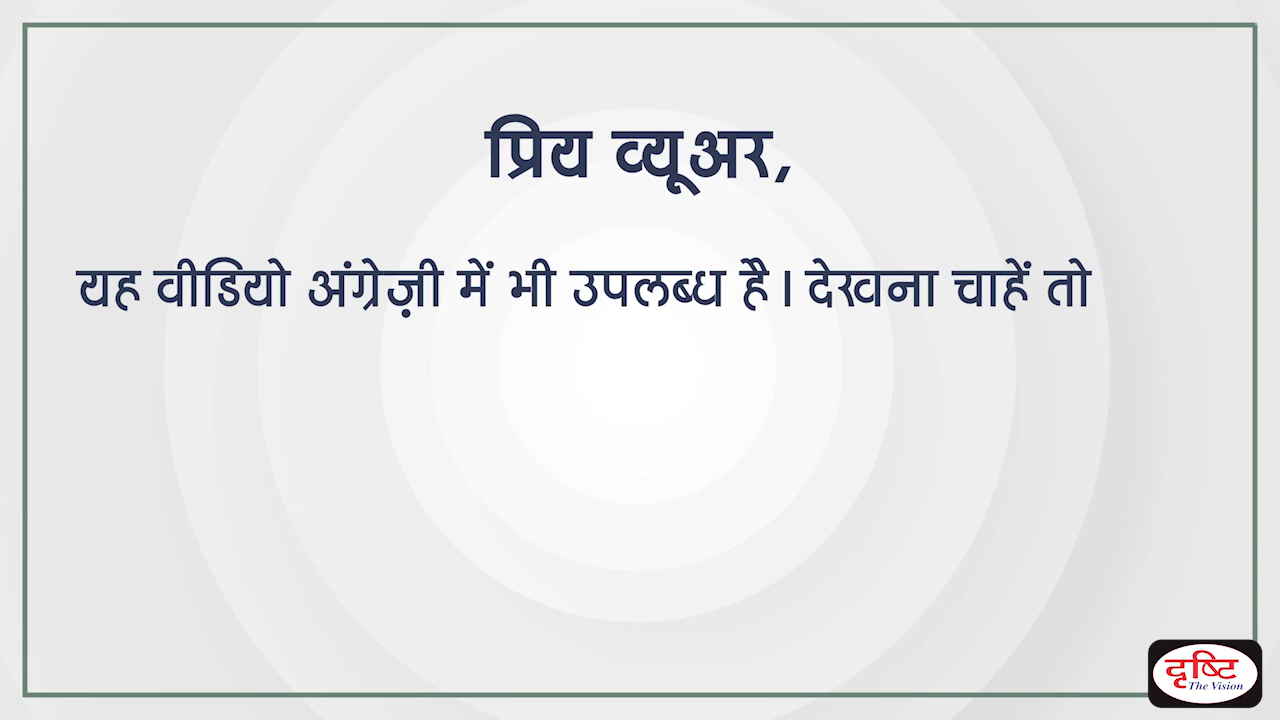 प्रिय व्यूअर,
यह वीडियो अंग्रेज़ी में भी उपलब्ध है। देखना चाहें तो
दृष्टि
The Vision